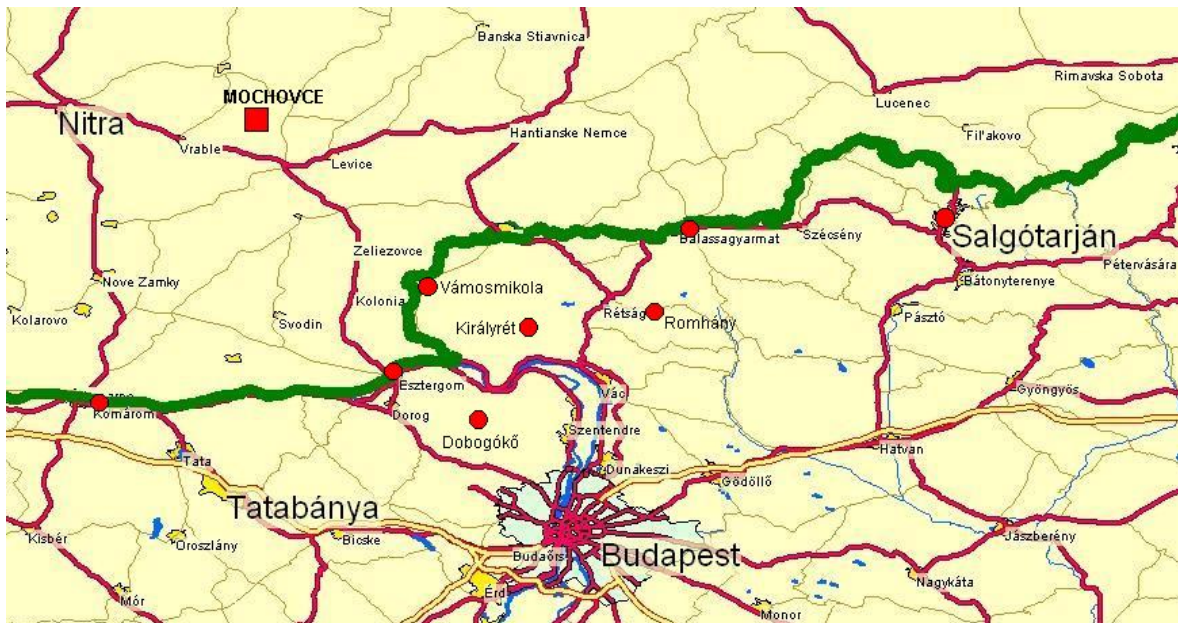 Banska Stiavnica
Rimavska Sobota
MOCHOVCE
Lucenec
Nitra
Hantianske Nemce
Fil'akovo
Vrable
Levice
Salgótarján
Balassagyarmat
Szécsény
Zeliezovce
Pétervására
Nove Zamky
Vámosmikola
Bátonyterenye
Kolonia
Kolarovo
Svodin
Királyrét
Rétság
Romhány
Pásztó
Esztergom
Komárom
Dorog
Vác
Gyöngyös
Dobogókő
Szentendre
Hatvan
Tata
Dunakeszi
Gödöllő
Tatabánya
Kisbér
Oroszlány
Bicske
Budaőrs
Budapest
Jászberény
Nagykáta
Érd
Mór
Monor